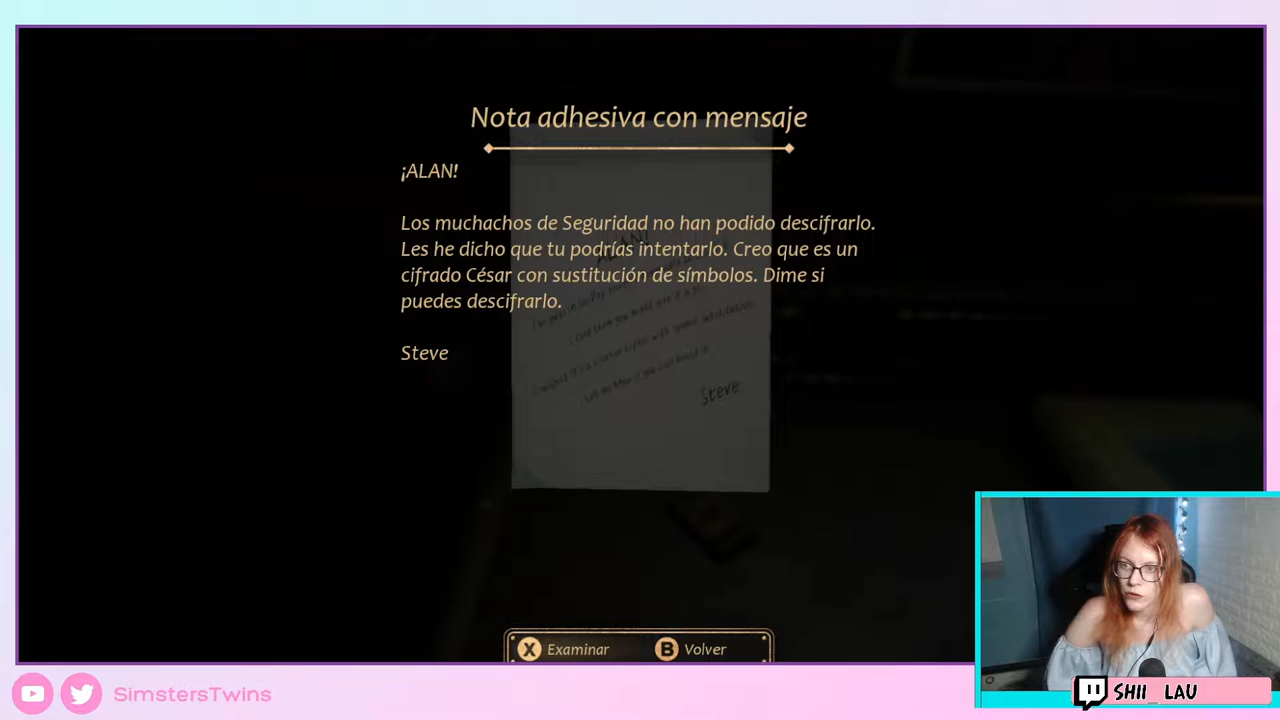 Nota adhesiva con mensaje
¡ALAN!
Los muchachos de Seguridad no han podido descifrarlo.
Les he dicho que tu podrías intentarlo. Creo que es un
cifrado César con sustitución de símbolos. Dime si
puedes descifrarlo.
Steve
Steve
X Examinar B Volver
SimstersTwins
SHII_LAU